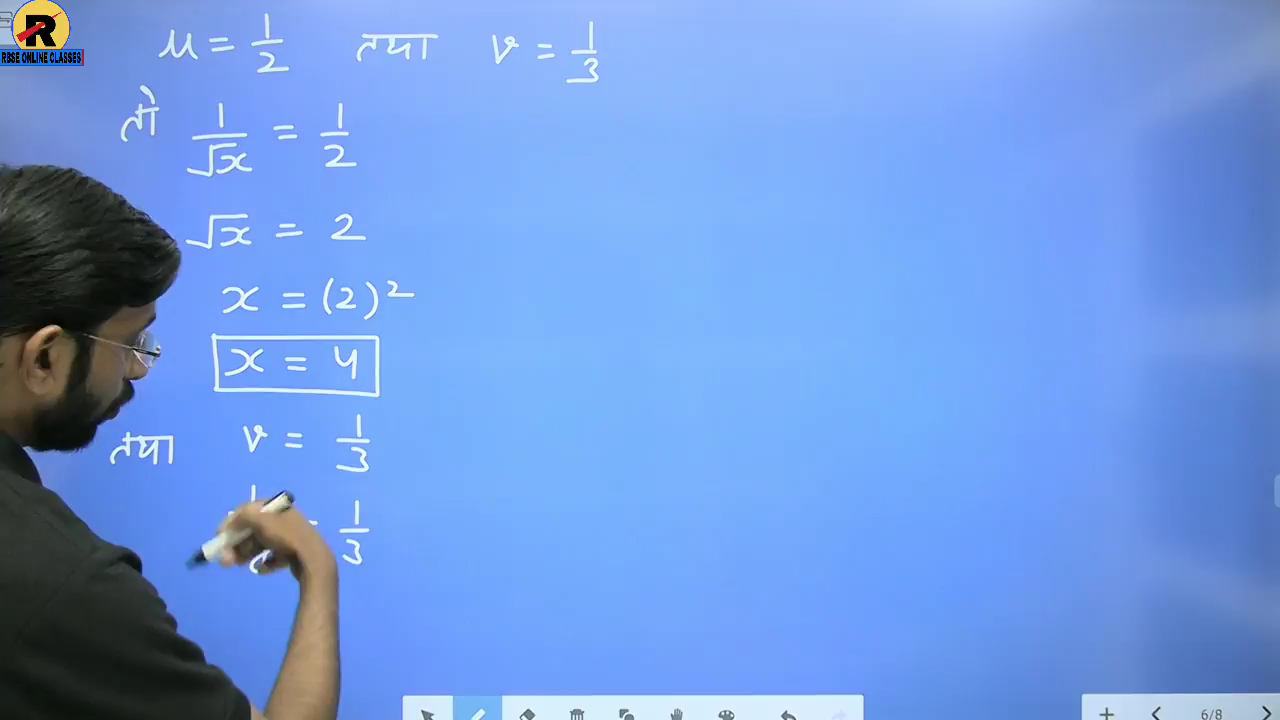 R
RBSE ONLINE CLASSES
u = 1/2 तथा v = 1/3
तो 1/√x = 1/2
√x = 2
x = (2)²
x = 4
तथा v = 1/3
= 1/3
6/8